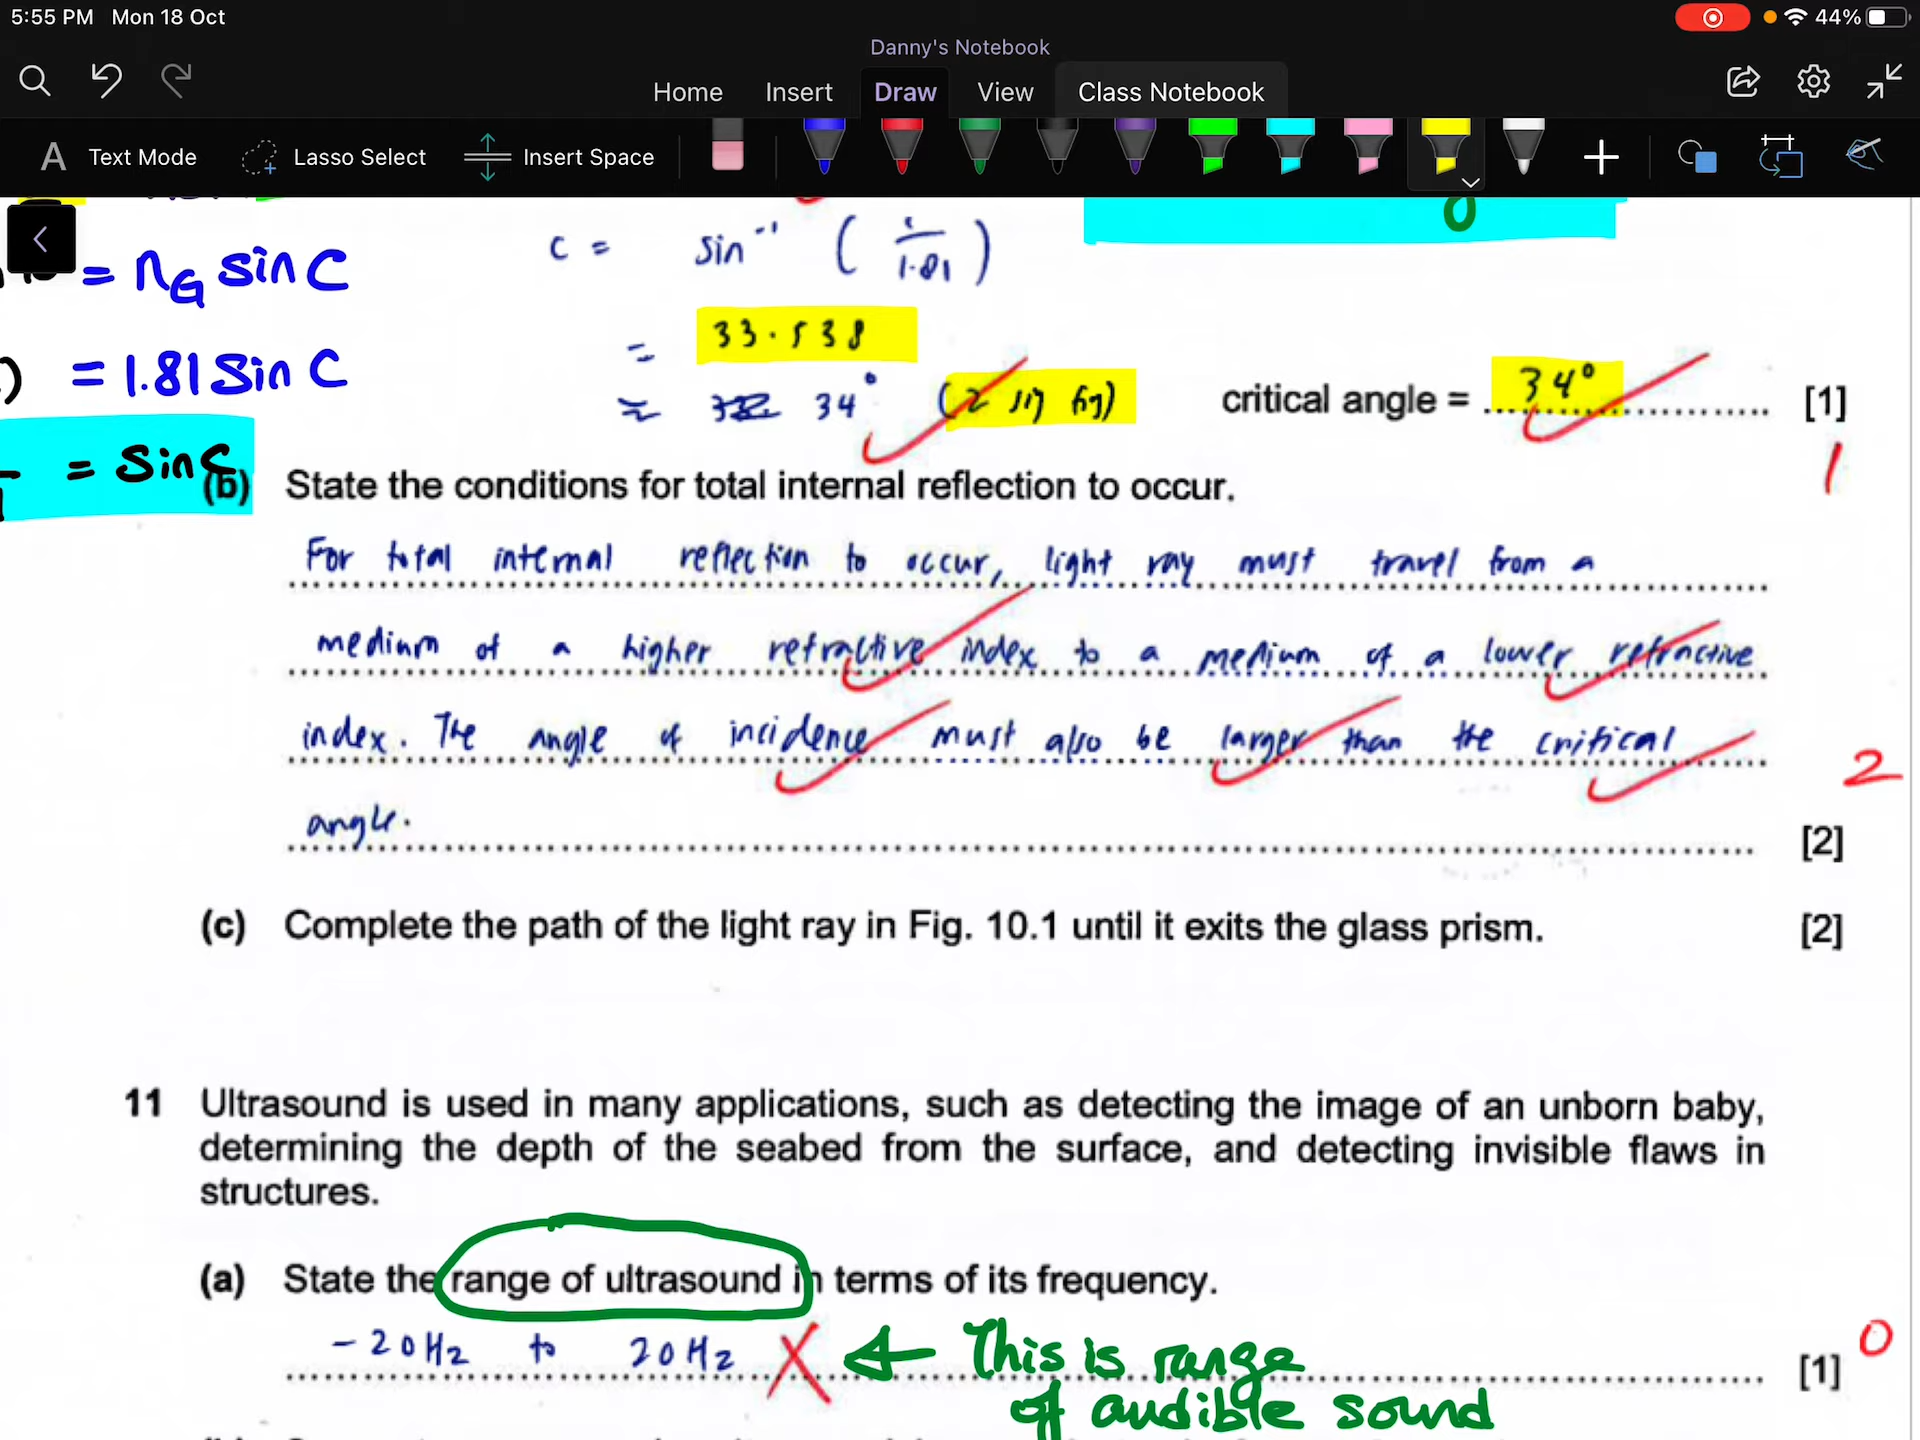 5:55 PM Mon 18 Oct
44%
Danny's Notebook
Home Insert Draw View Class Notebook
Text Mode Lasso Select Insert Space
= nG sin C
c = sin⁻¹ ( 1/1.81 )
= 33.538
= 1.81 sin C
≈ 34° (2 sig fig)
critical angle = 34° [1]
1
= sin C
(b) State the conditions for total internal reflection to occur.
For total internal reflection to occur, light ray must travel from a
medium of a higher refractive index to a medium of a lower refractive
index. The angle of incidence must also be larger than the critical
2
angle.
[2]
(c) Complete the path of the light ray in Fig. 10.1 until it exits the glass prism. [2]
11 Ultrasound is used in many applications, such as detecting the image of an unborn baby,
determining the depth of the seabed from the surface, and detecting invisible flaws in
structures.
(a) State the range of ultrasound in terms of its frequency.
-20Hz to 20Hz This is range [1] 0
of audible sound